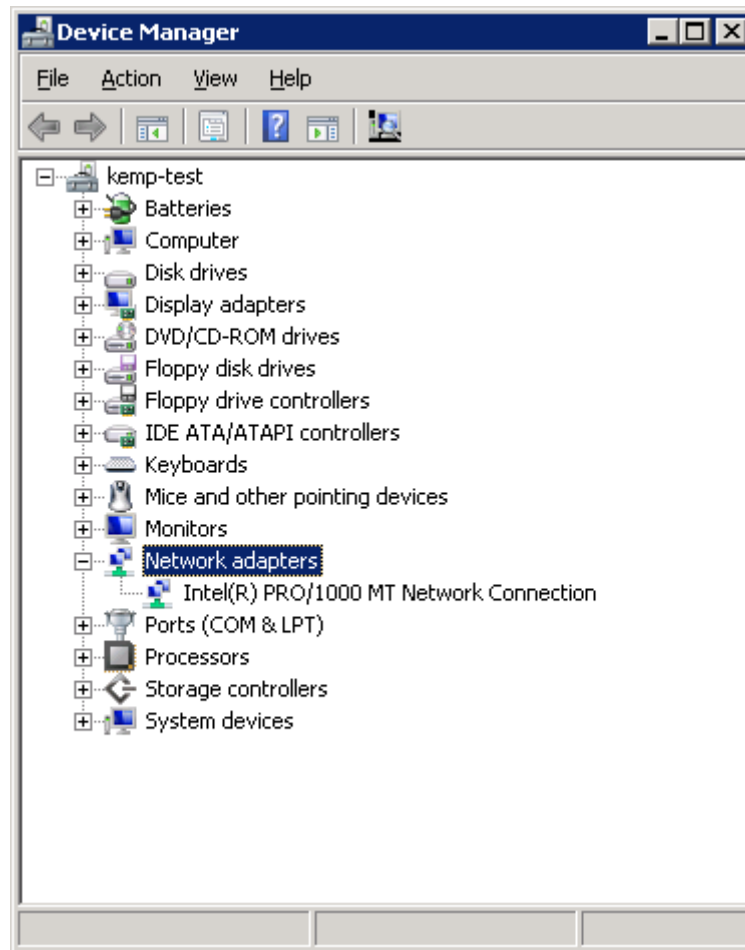 Device Manager
File Action View Help
kemp-test
Batteries
Computer
Disk drives
Display adapters
DVD/CD-ROM drives
Floppy disk drives
Floppy drive controllers
IDE ATA/ATAPI controllers
Keyboards
Mice and other pointing devices
Monitors
Network adapters
Intel(R) PRO/1000 MT Network Connection
Ports (COM & LPT)
Processors
Storage controllers
System devices